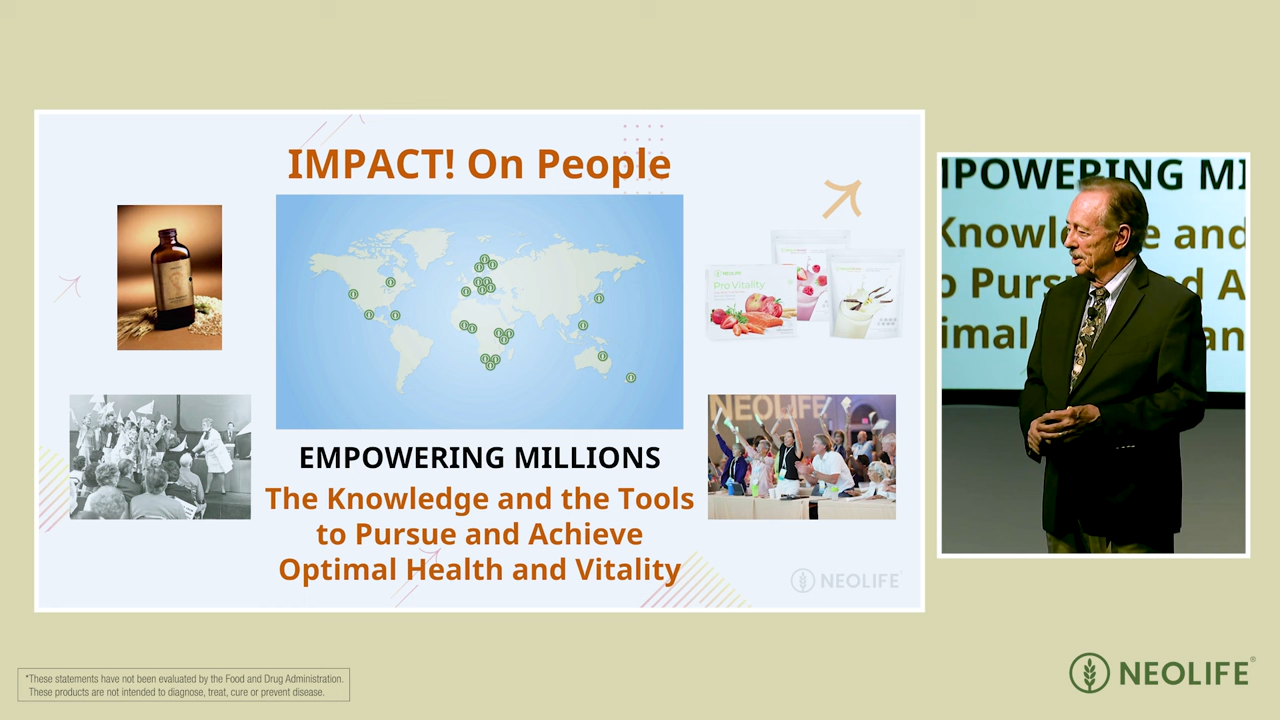 IMPACT! On People
NEOLIFE
Pro Vitality
NEOLIFE
EMPOWERING MILLIONS
The Knowledge and the Tools
to Pursue and Achieve
Optimal Health and Vitality
NEOLIFE
MPOWERING MI
Knowle e and
o Purs d A
imal an
*These statements have not been evaluated by the Food and Drug Administration.
These products are not intended to diagnose, treat, cure or prevent disease.
NEOLIFE®